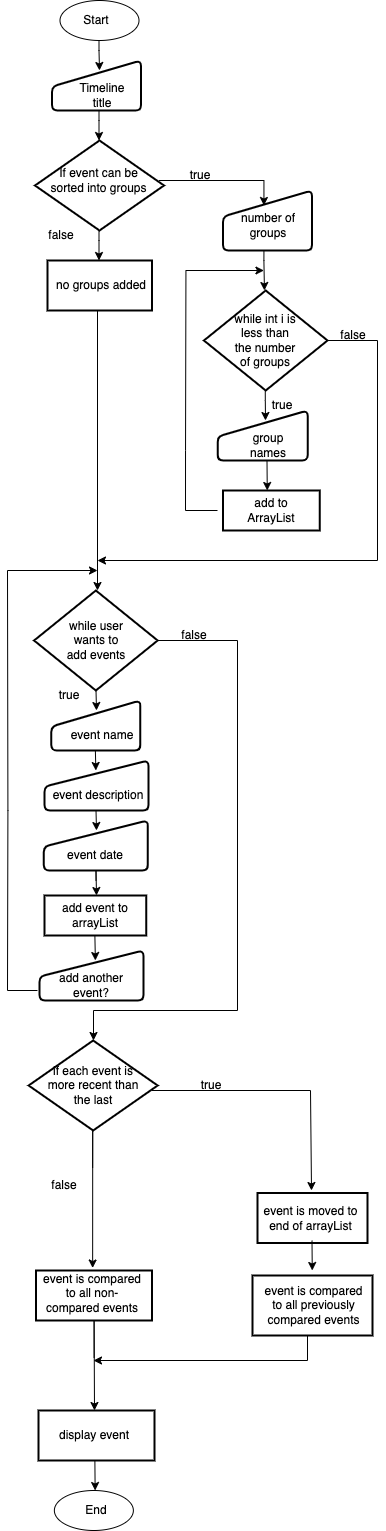 Start
Timeline
title
If event can be
sorted into groups
true
false
number of
groups
no groups added
while int i is
less than
the number
of groups
false
true
group
names
add to
ArrayList
while user
wants to
add events
false
true
event name
event description
event date
add event to
arrayList
add another
event?
if each event is
more recent than
the last
true
false
event is moved to
end of arrayList
event is compared
to all non-
compared events
event is compared
to all previously
compared events
display event
End